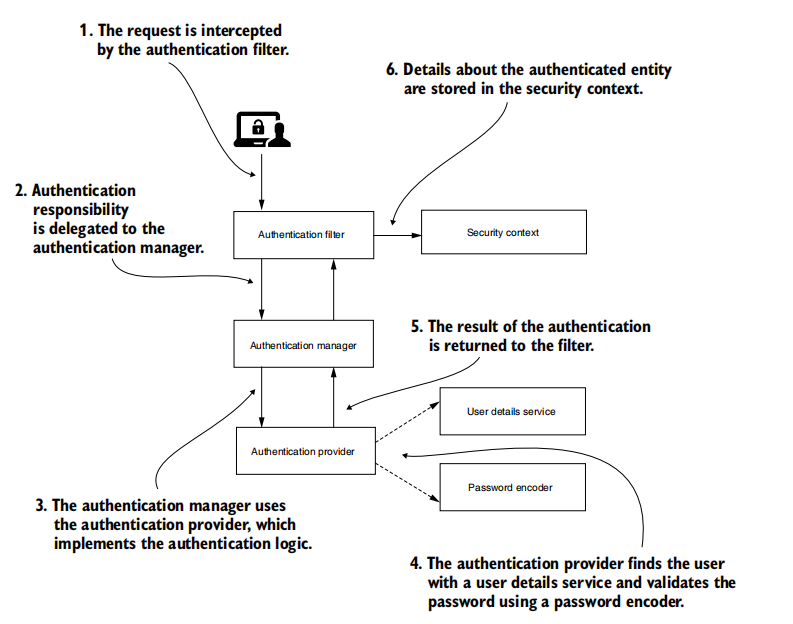 1. The request is intercepted
by the authentication filter.
6. Details about the authenticated entity
are stored in the security context.
2. Authentication
responsibility
is delegated to the
authentication manager.
Authentication filter
Security context
Authentication manager
5. The result of the authentication
is returned to the filter.
User details service
Authentication provider
Password encoder
3. The authentication manager uses
the authentication provider, which
implements the authentication logic.
4. The authentication provider finds the user
with a user details service and validates the
password using a password encoder.